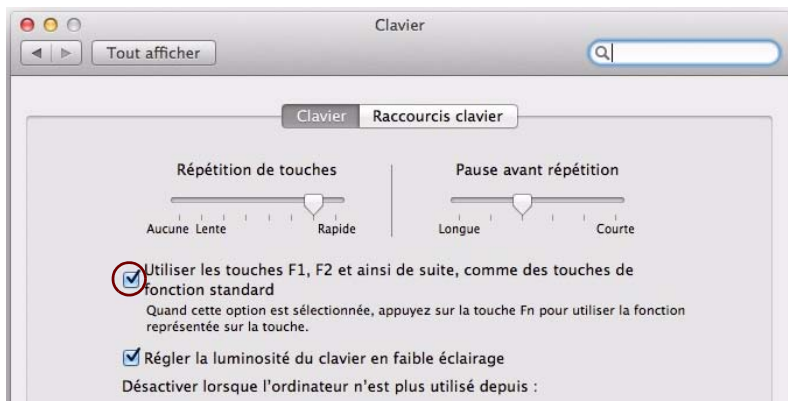 Clavier
Tout afficher
Clavier Raccourcis clavier
Répétition de touches Pause avant répétition
Aucune Lente Rapide Longue Courte
Utiliser les touches F1, F2 et ainsi de suite, comme des touches de
fonction standard
Quand cette option est sélectionnée, appuyez sur la touche Fn pour utiliser la fonction
représentée sur la touche.
Régler la luminosité du clavier en faible éclairage
Désactiver lorsque l'ordinateur n'est plus utilisé depuis :